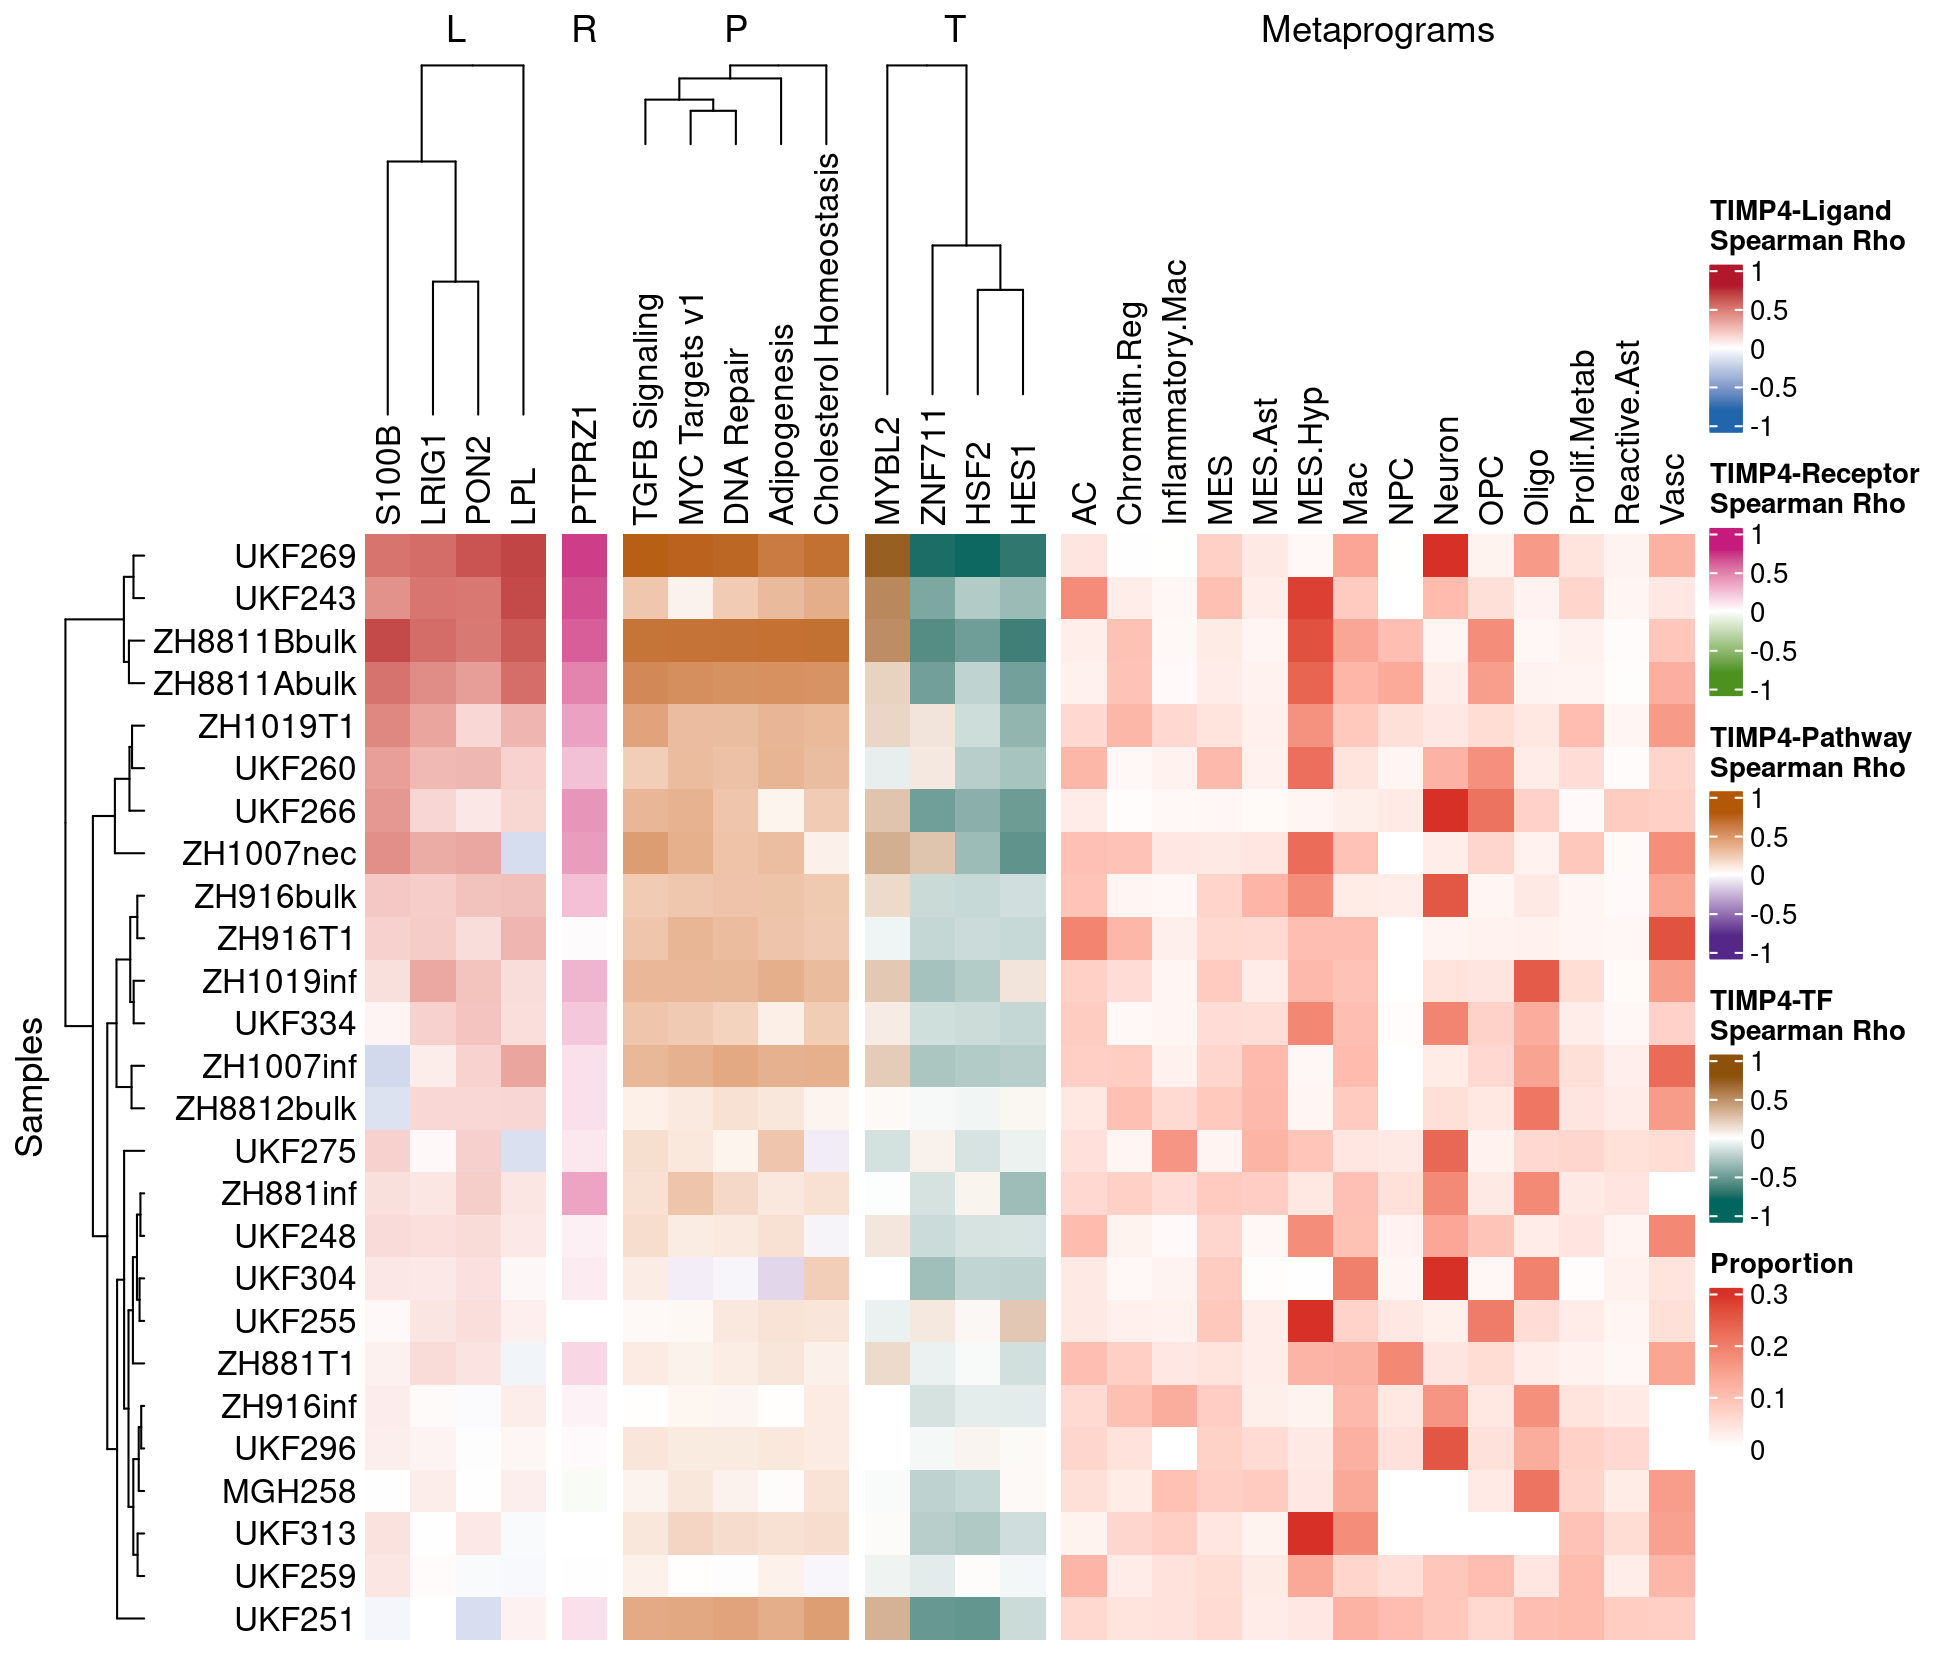 L R P T Metaprograms
S100B
LRIG1
PON2
LPL
PTPRZ1
TGFB Signaling
MYC Targets v1
DNA Repair
Adipogenesis
Cholesterol Homeostasis
MYBL2
ZNF711
HSF2
HES1
AC
Chromatin.Reg
Inflammatory.Mac
MES
MES.Ast
MES.Hyp
Mac
NPC
Neuron
OPC
Oligo
Prolif.Metab
Reactive.Ast
Vasc
Samples
UKF269
UKF243
ZH8811Bbulk
ZH8811Abulk
ZH1019T1
UKF260
UKF266
ZH1007nec
ZH916bulk
ZH916T1
ZH1019inf
UKF334
ZH1007inf
ZH8812bulk
UKF275
ZH881inf
UKF248
UKF304
UKF255
ZH881T1
ZH916inf
UKF296
MGH258
UKF313
UKF259
UKF251
TIMP4-Ligand
Spearman Rho
1
0.5
0
-0.5
-1
TIMP4-Receptor
Spearman Rho
1
0.5
0
-0.5
-1
TIMP4-Pathway
Spearman Rho
1
0.5
0
-0.5
-1
TIMP4-TF
Spearman Rho
1
0.5
0
-0.5
-1
Proportion
0.3
0.2
0.1
0